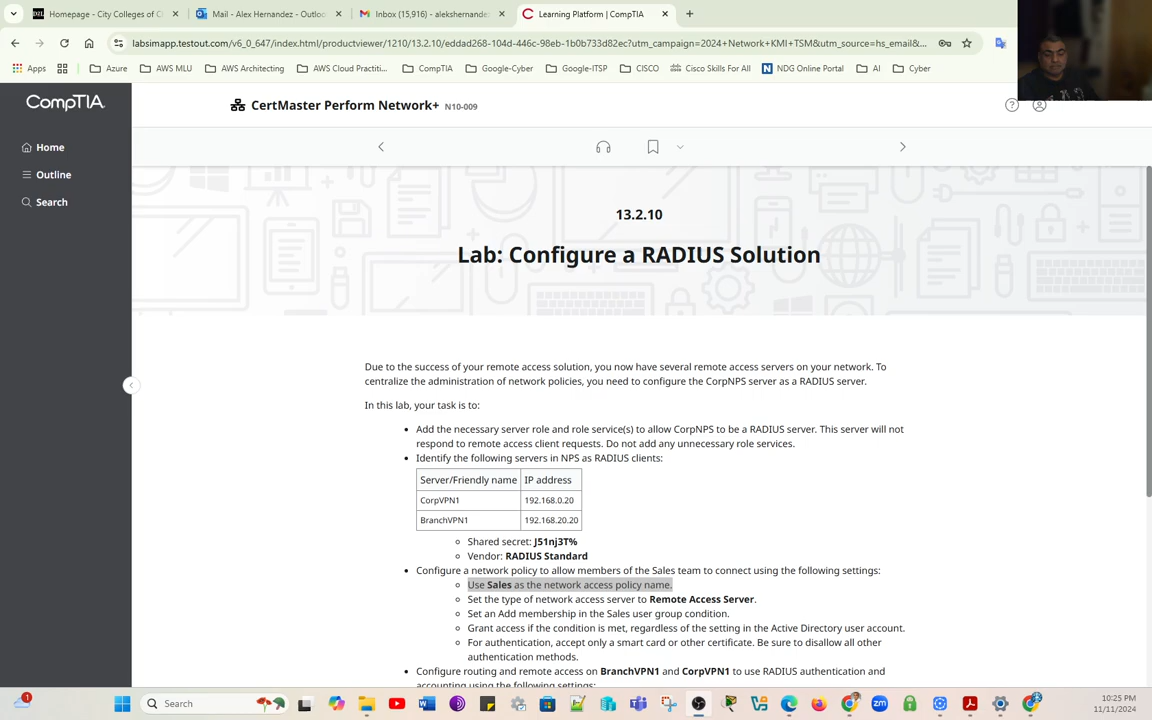 Homepage - City Colleges of C
Mail - Alex Hernandez - Outloo
Inbox (15,916) - alekshernande
Learning Platform | CompTIA
labsimapp.testout.com/v6_0_647/index.html/productviewer/1210/13.2.10/eddad268-104d-446c-98eb-1b0b733d82ec?utm_campaign=2024+Network+KMI+TSM&utm_source=hs_email&...
Apps
Azure
AWS MLU
AWS Architecting
AWS Cloud Practiti...
CompTIA
Google-Cyber
Google-ITSP
CISCO
Cisco Skills For All
NDG Online Portal
AI
Cyber
CompTIA.
CertMaster Perform Network+ N10-009
Home
Outline
Search
13.2.10
Lab: Configure a RADIUS Solution
Due to the success of your remote access solution, you now have several remote access servers on your network. To
centralize the administration of network policies, you need to configure the CorpNPS server as a RADIUS server.
In this lab, your task is to:
• Add the necessary server role and role service(s) to allow CorpNPS to be a RADIUS server. This server will not
respond to remote access client requests. Do not add any unnecessary role services.
• Identify the following servers in NPS as RADIUS clients:
Server/Friendly name IP address
CorpVPN1 192.168.0.20
BranchVPN1 192.168.20.20
◦ Shared secret: J51nj3T%
◦ Vendor: RADIUS Standard
• Configure a network policy to allow members of the Sales team to connect using the following settings:
◦ Use Sales as the network access policy name.
◦ Set the type of network access server to Remote Access Server.
◦ Set an Add membership in the Sales user group condition.
◦ Grant access if the condition is met, regardless of the setting in the Active Directory user account.
◦ For authentication, accept only a smart card or other certificate. Be sure to disallow all other
authentication methods.
• Configure routing and remote access on BranchVPN1 and CorpVPN1 to use RADIUS authentication and
accounting using the following settings:
1
Search
10:25 PM
11/11/2024